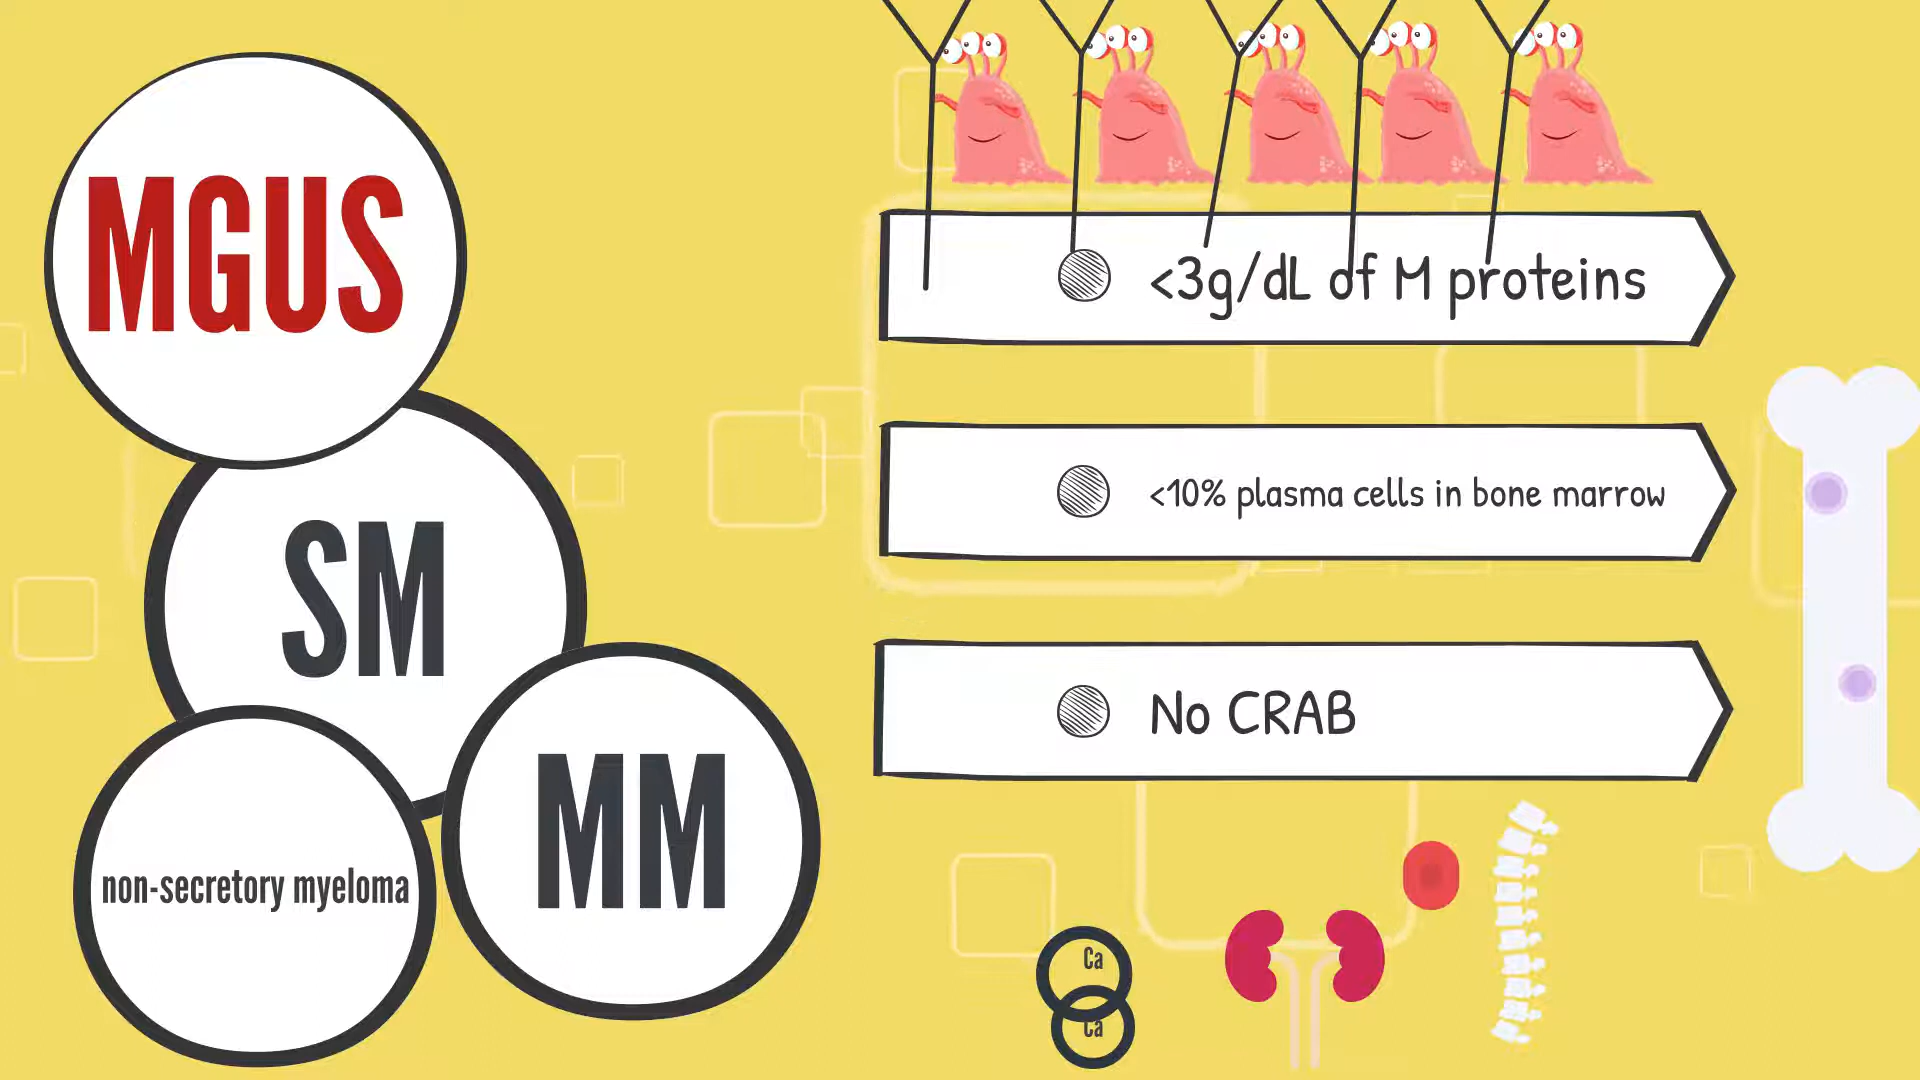 MGUS
SM
MM
non-secretory myeloma
<3g/dL of M proteins
<10% plasma cells in bone marrow
No CRAB
Ca
Ca